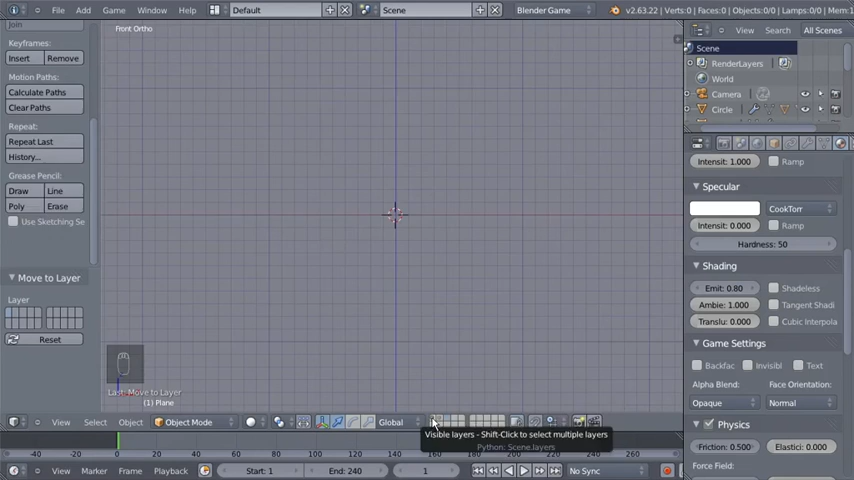 File Add Game Window Help
Default
Scene
Blender Game
v2.63.22 | Verts:0 | Faces:0 | Objects:0/0 | Lamps:0/0 | Mem:1
Join
Keyframes:
Insert Remove
Motion Paths:
Calculate Paths
Clear Paths
Repeat:
Repeat Last
History...
Grease Pencil:
Draw Line
Poly Erase
Use Sketching Se
Move to Layer
Layer
Reset
Front Ortho
Last: Move to Layer
(1) Plane
View Search All Scenes
Scene
RenderLayers
World
Camera
Circle
Intensit: 1.000 Ramp
Specular
CookTorr
Intensit: 0.000 Ramp
Hardness: 50
Shading
Emit: 0.80 Shadeless
Ambie: 1.000 Tangent Shadi
Translu: 0.000 Cubic Interpola
Game Settings
Backfac Invisibl Text
Alpha Blend: Face Orientation:
Opaque Normal
Physics
Friction: 0.500 Elastici: 0.000
Force Field:
View Select Object Object Mode Global
Visible layers - Shift-Click to select multiple layers
Python: Scene.layers
-40 -20 0 20 40 60 80 100 120 140 160 180 200 220 240 260
View Marker Frame Playback Start: 1 End: 240 1 No Sync